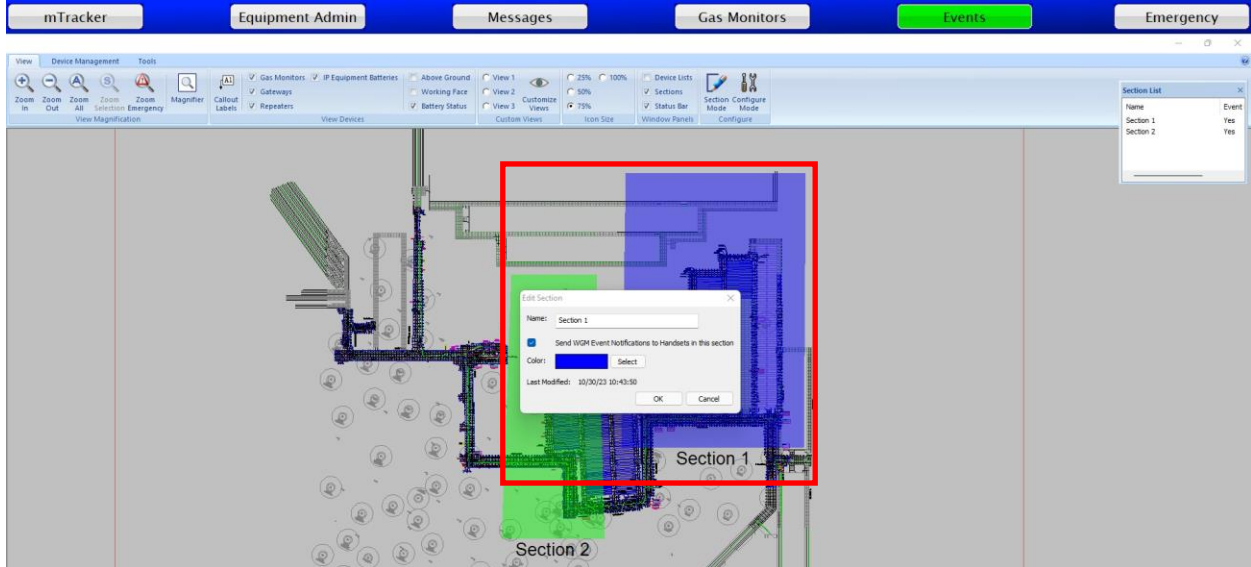 mTracker Equipment Admin Messages Gas Monitors Events Emergency
View Device Management Tools
Zoom In Zoom Out Zoom All Zoom Selection Zoom Emergency
Magnifier
View Magnification
A1
Callout Labels
Gas Monitors IP Equipment Batteries Above Ground
Gateways Working Face
Repeaters Battery Status
View Devices
View 1
View 2
View 3
Customize Views
Custom Views
25% 100%
50%
75%
Icon Size
Device Lists
Sections
Status Bar
Window Panels
Section Mode Configure Mode
Configure
Section List
Name Event
Section 1 Yes
Section 2 Yes
Edit Section
Name: Section 1
Send WGM Event Notifications to Handsets in this section
Color: Select
Last Modified: 10/30/23 10:43:50
OK Cancel
Section 1
Section 2